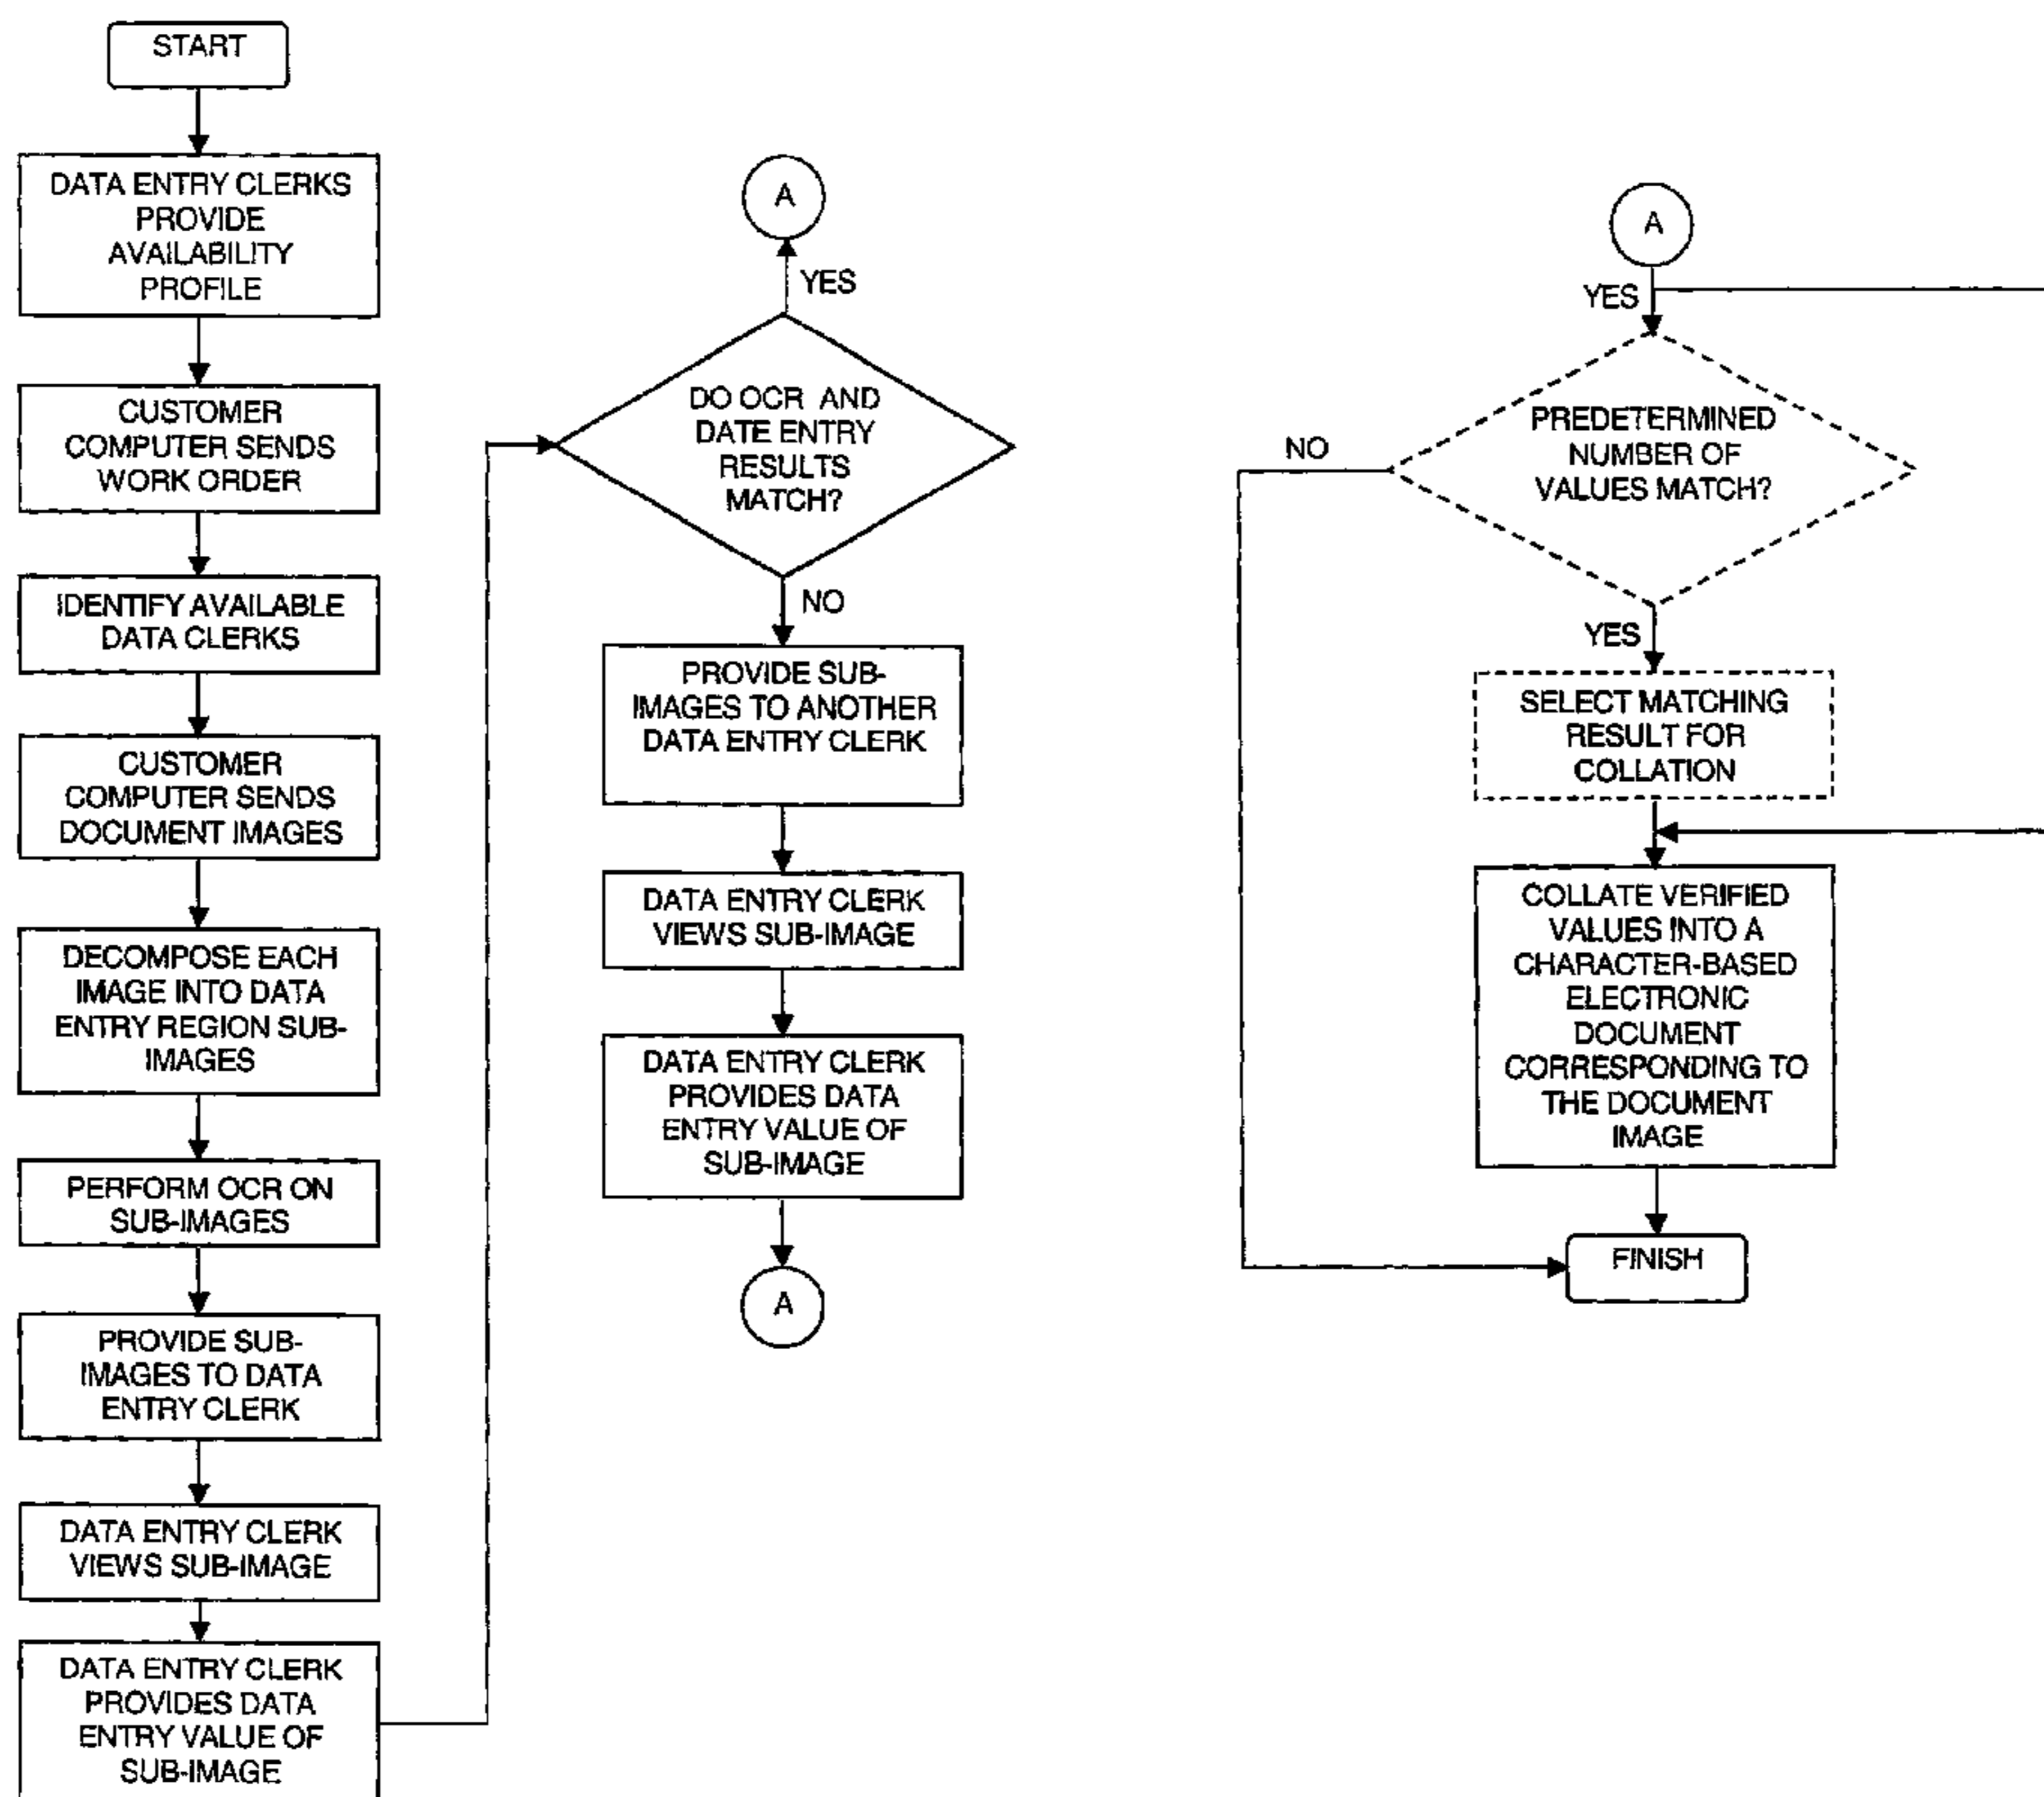 START
DATA ENTRY CLERKS
PROVIDE
AVAILABILITY
PROFILE
CUSTOMER
COMPUTER SENDS
WORK ORDER
IDENTIFY AVAILABLE
DATA CLERKS
CUSTOMER
COMPUTER SENDS
DOCUMENT IMAGES
DECOMPOSE EACH
IMAGE INTO DATA
ENTRY REGION SUB-
IMAGES
PERFORM OCR ON
SUB-IMAGES
PROVIDE SUB-
IMAGES TO DATA
ENTRY CLERK
DATA ENTRY CLERK
VIEWS SUB-IMAGE
DATA ENTRY CLERK
PROVIDES DATA
ENTRY VALUE OF
SUB-IMAGE
A
YES
DO OCR AND
DATE ENTRY
RESULTS
MATCH?
NO
PROVIDE SUB-
IMAGES TO ANOTHER
DATA ENTRY CLERK
DATA ENTRY CLERK
VIEWS SUB-IMAGE
DATA ENTRY CLERK
PROVIDES DATA
ENTRY VALUE OF
SUB-IMAGE
A
A
YES
PREDETERMINED
NUMBER OF
VALUES MATCH?
NO
YES
SELECT MATCHING
RESULT FOR
COLLATION
COLLATE VERIFIED
VALUES INTO A
CHARACTER-BASED
ELECTRONIC
DOCUMENT
CORRESPONDING TO
THE DOCUMENT
IMAGE
FINISH